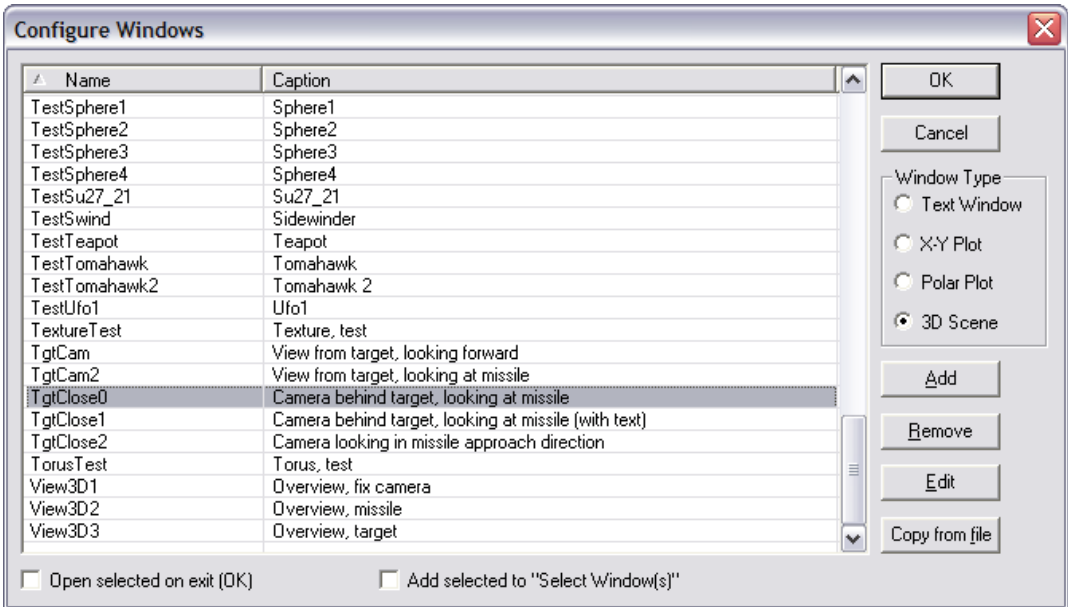 Configure Windows
Name Caption
TestSphere1 Sphere1
TestSphere2 Sphere2
TestSphere3 Sphere3
TestSphere4 Sphere4
TestSu27_21 Su27_21
TestSwind Sidewinder
TestTeapot Teapot
TestTomahawk Tomahawk
TestTomahawk2 Tomahawk 2
TestUfo1 Ufo1
TextureTest Texture, test
TgtCam View from target, looking forward
TgtCam2 View from target, looking at missile
TgtClose0 Camera behind target, looking at missile
TgtClose1 Camera behind target, looking at missile (with text)
TgtClose2 Camera looking in missile approach direction
TorusTest Torus, test
View3D1 Overview, fix camera
View3D2 Overview, missile
View3D3 Overview, target
OK
Cancel
Window Type
Text Window
X-Y Plot
Polar Plot
3D Scene
Add
Remove
Edit
Copy from file
Open selected on exit (OK)
Add selected to "Select Window(s)"